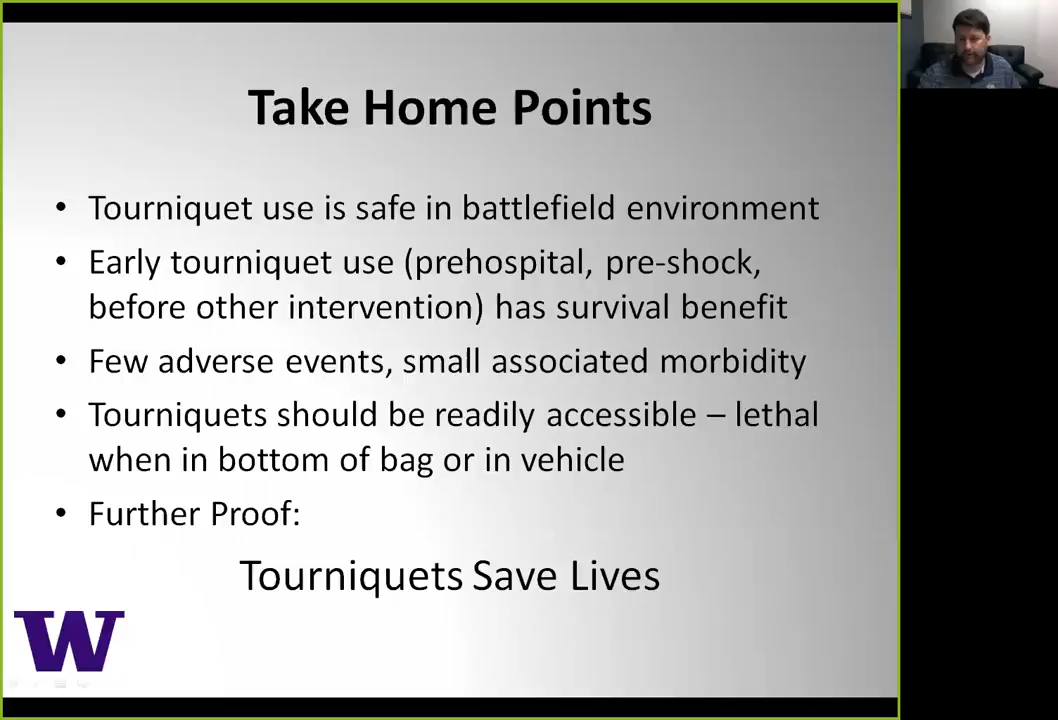 Take Home Points
• Tourniquet use is safe in battlefield environment
• Early tourniquet use (prehospital, pre-shock,
before other intervention) has survival benefit
• Few adverse events, small associated morbidity
• Tourniquets should be readily accessible – lethal
when in bottom of bag or in vehicle
• Further Proof:
Tourniquets Save Lives
W